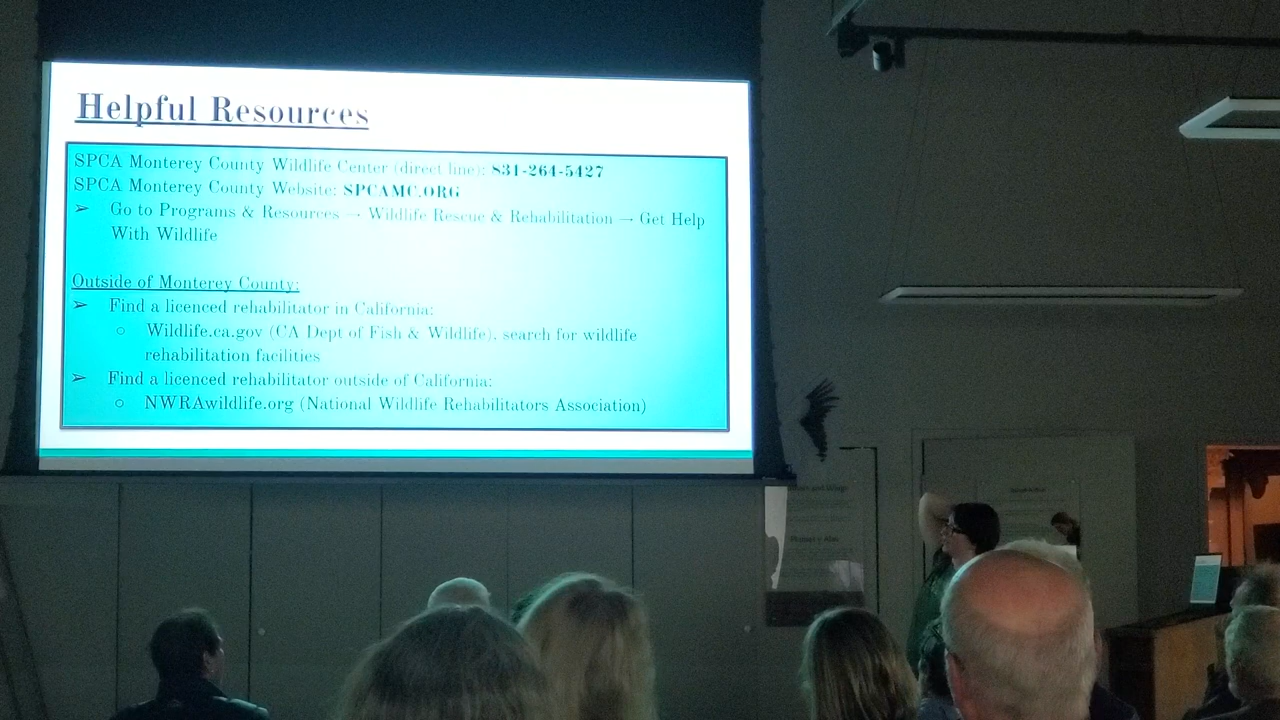 Helpful Resources
SPCA Monterey County Wildlife Center (direct line): 831-264-5427
SPCA Monterey County Website: SPCAMC.ORG
➢ Go to Programs & Resources → Wildlife Rescue & Rehabilitation → Get Help
With Wildlife
Outside of Monterey County:
➢ Find a licenced rehabilitator in California:
○ Wildlife.ca.gov (CA Dept of Fish & Wildlife), search for wildlife
rehabilitation facilities
➢ Find a licenced rehabilitator outside of California:
○ NWRAwildlife.org (National Wildlife Rehabilitators Association)